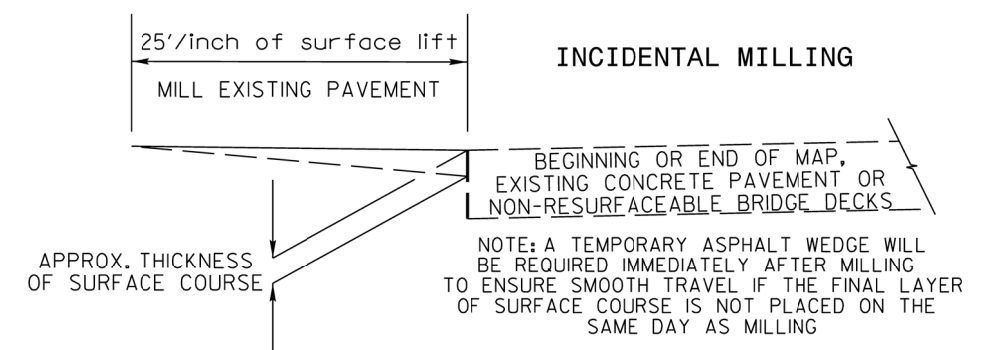 25'/inch of surface lift
INCIDENTAL MILLING
MILL EXISTING PAVEMENT
BEGINNING OR END OF MAP,
EXISTING CONCRETE PAVEMENT OR
NON-RESURFACEABLE BRIDGE DECKS
APPROX. THICKNESS
OF SURFACE COURSE
NOTE: A TEMPORARY ASPHALT WEDGE WILL
BE REQUIRED IMMEDIATELY AFTER MILLING
TO ENSURE SMOOTH TRAVEL IF THE FINAL LAYER
OF SURFACE COURSE IS NOT PLACED ON THE
SAME DAY AS MILLING